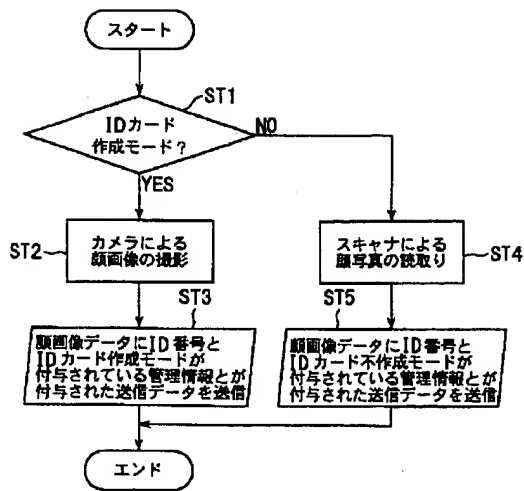 スタート
ST1
IDカード
作成モード?
NO
YES
ST2
カメラによる
顔画像の撮影
スキャナによる
顔写真の読取り
ST4
ST3
顔画像データにID番号と
IDカード作成モードが
付与されている管理情報とが
付与された送信データを送信
ST5
顔画像データにID番号と
IDカード不作成モードが
付与されている管理情報とが
付与された送信データを送信
エンド